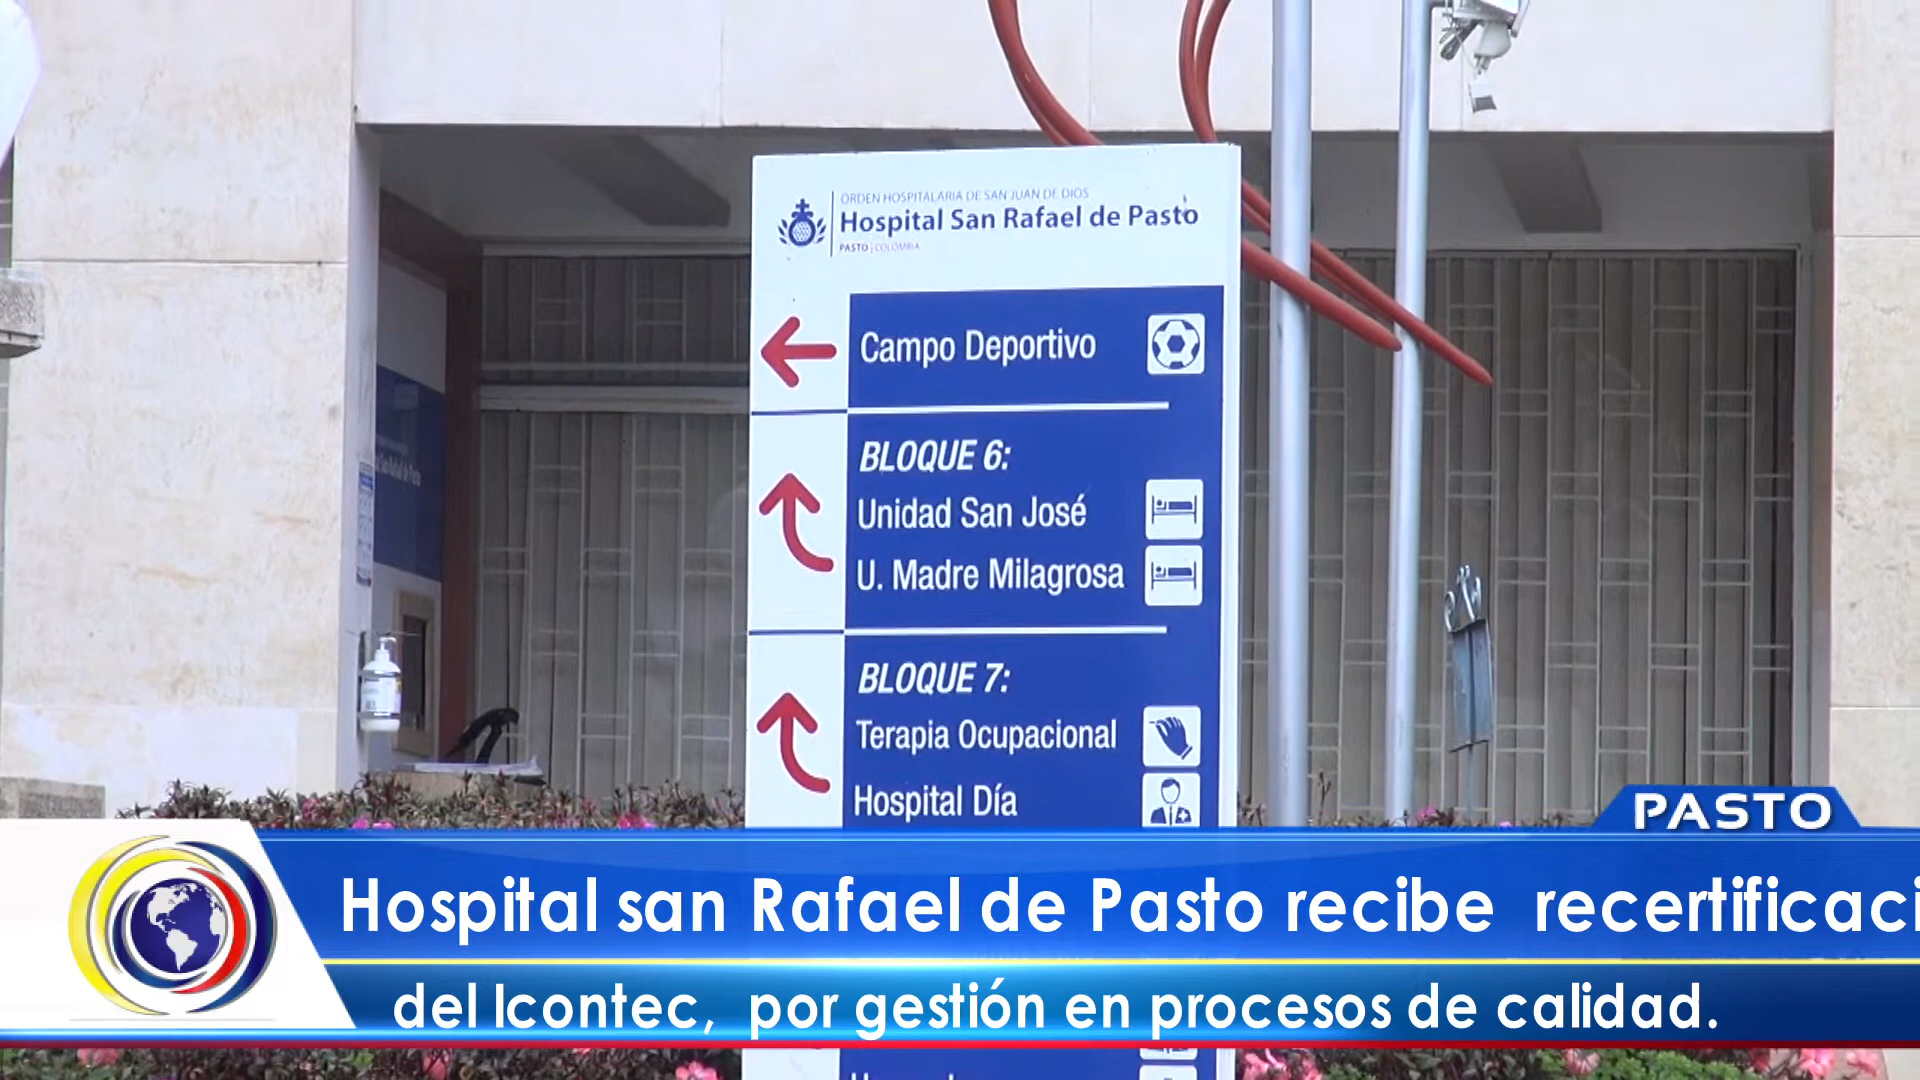 ORDEN HOSPITALARIA DE SAN JUAN DE DIOS
Hospital San Rafael de Pasto
PASTO | COLOMBIA
Campo Deportivo
BLOQUE 6:
Unidad San José
U. Madre Milagrosa
BLOQUE 7:
Terapia Ocupacional
Hospital Día
PASTO
Hospital san Rafael de Pasto recibe recertificaci
del Icontec, por gestión en procesos de calidad.